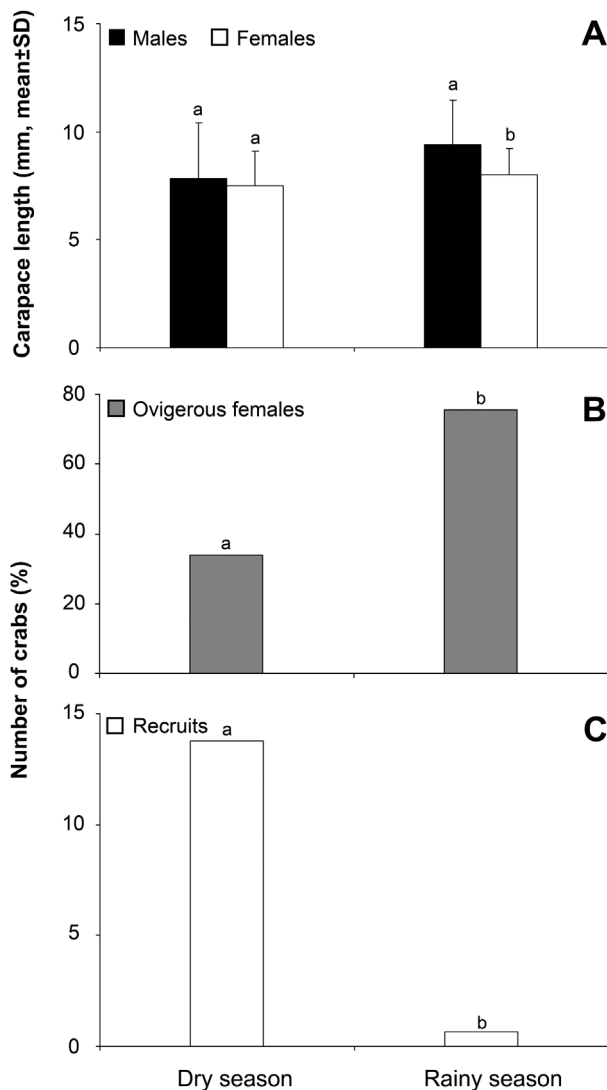 15
Males Females
A
a
a
a
b
10
5
0
Carapace length (mm, mean±SD)
80
Ovigerous females
B
b
60
40
a
20
0
Number of crabs (%)
15
Recruits
C
a
10
5
b
0
Dry season Rainy season